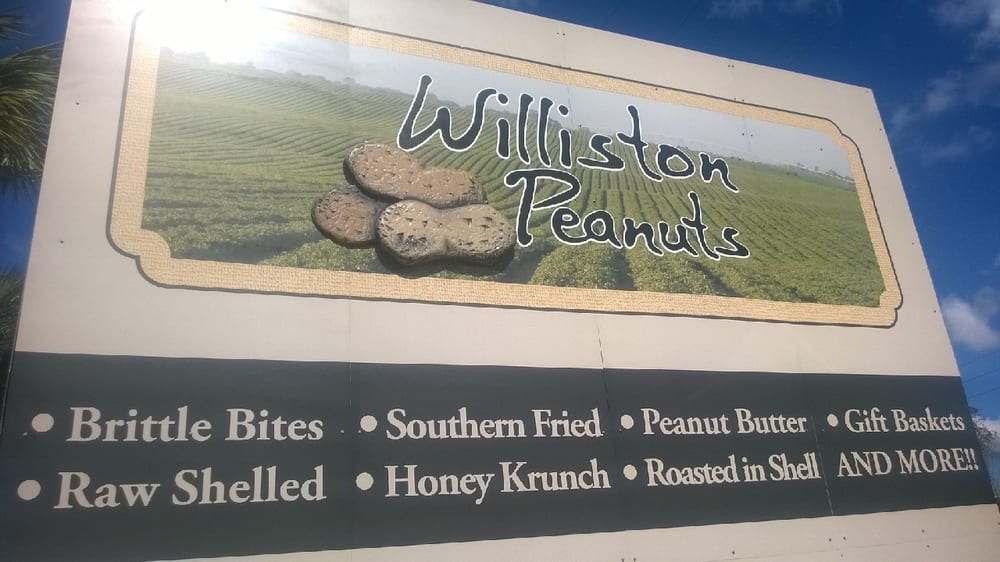 Williston
Peanuts
• Brittle Bites • Southern Fried • Peanut Butter • Gift Baskets
• Raw Shelled • Honey Krunch • Roasted in Shell AND MORE!!